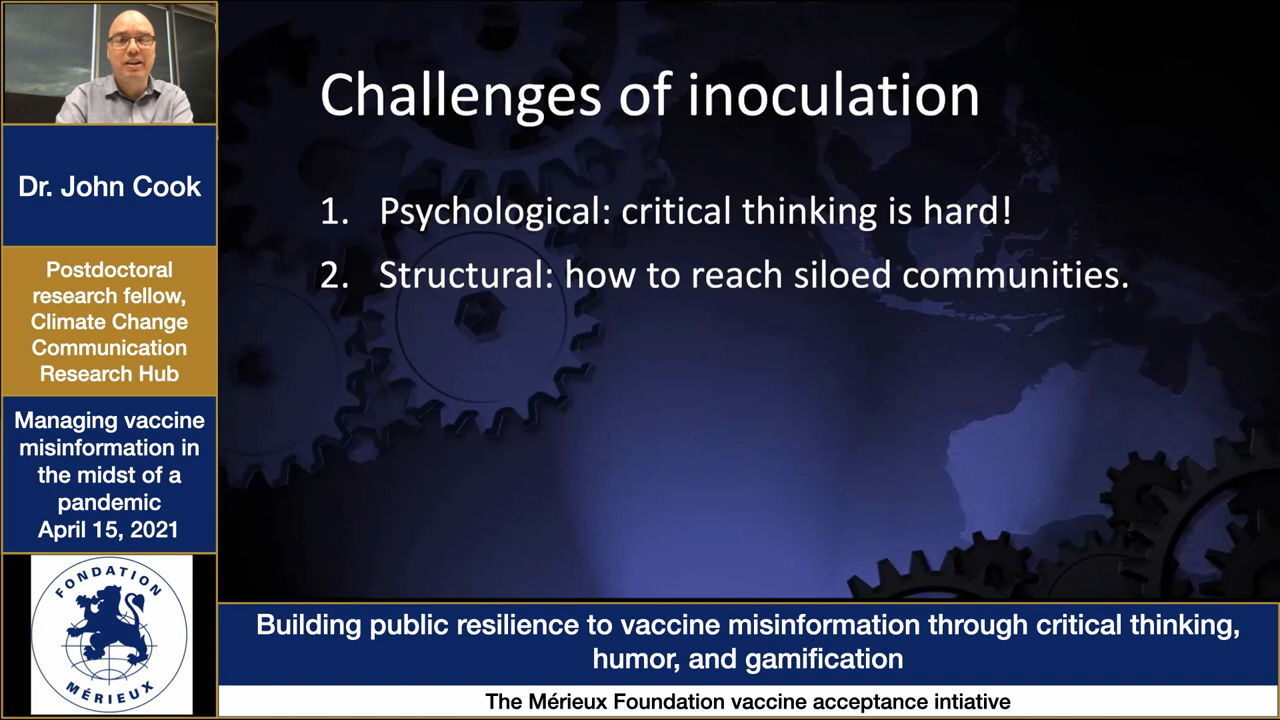 Challenges of inoculation
1. Psychological: critical thinking is hard!
2. Structural: how to reach siloed communities.
Dr. John Cook
Postdoctoral
research fellow,
Climate Change
Communication
Research Hub
Managing vaccine
misinformation in
the midst of a
pandemic
April 15, 2021
FONDATION
MÉRIEUX
Building public resilience to vaccine misinformation through critical thinking,
humor, and gamification
The Mérieux Foundation vaccine acceptance intiative